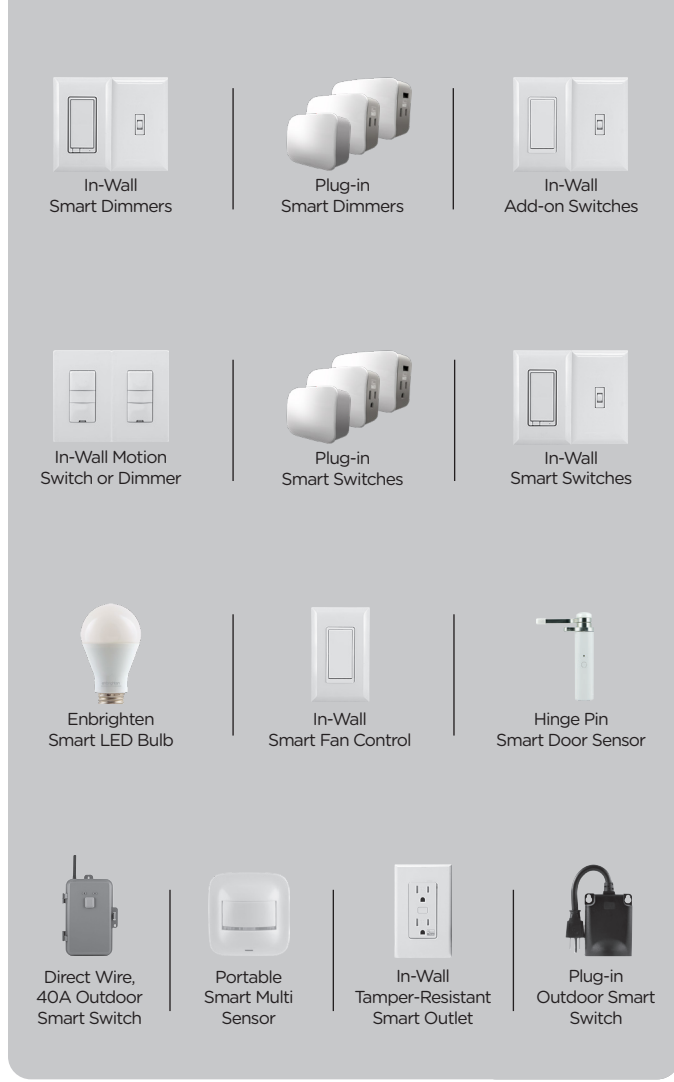 In-Wall
Smart Dimmers
Plug-in
Smart Dimmers
In-Wall
Add-on Switches
In-Wall Motion
Switch or Dimmer
Plug-in
Smart Switches
In-Wall
Smart Switches
Enbrighten
Smart LED Bulb
In-Wall
Smart Fan Control
Hinge Pin
Smart Door Sensor
Direct Wire,
40A Outdoor
Smart Switch
Portable
Smart Multi
Sensor
In-Wall
Tamper-Resistant
Smart Outlet
Plug-in
Outdoor Smart
Switch